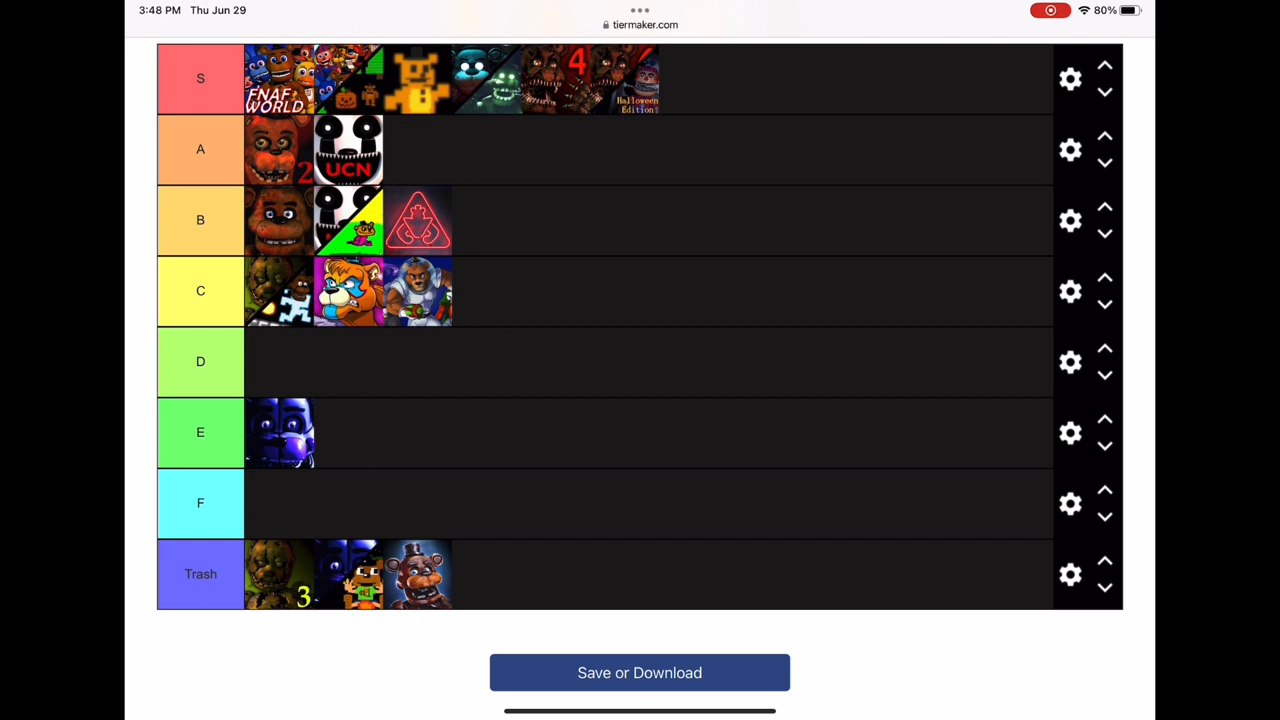 3:48 PM Thu Jun 29
80%
tiermaker.com
S
FNAF
WORLD
4
Halloween
Edition!
A
2
UCN
B
C
D
E
F
Trash
3
#1
Save or Download